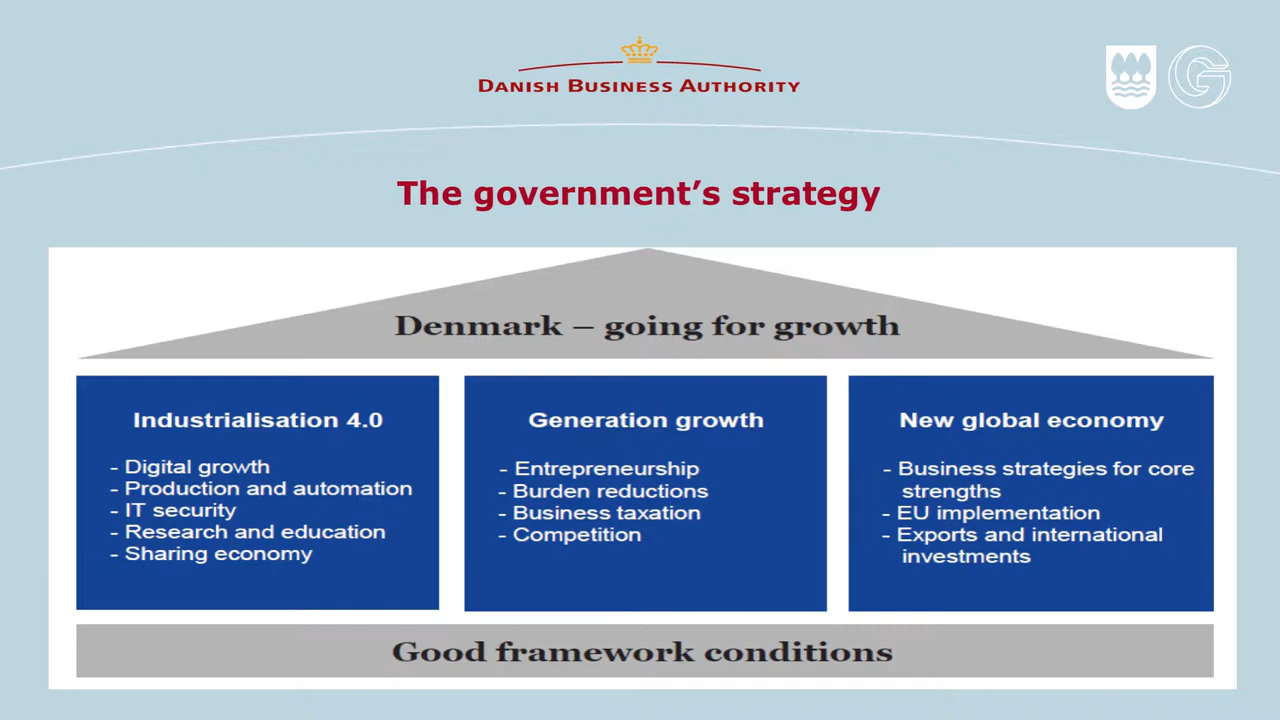 DANISH BUSINESS AUTHORITY
The government’s strategy
Denmark – going for growth
Industrialisation 4.0
- Digital growth
- Production and automation
- IT security
- Research and education
- Sharing economy
Generation growth
- Entrepreneurship
- Burden reductions
- Business taxation
- Competition
New global economy
- Business strategies for core
strengths
- EU implementation
- Exports and international
investments
Good framework conditions